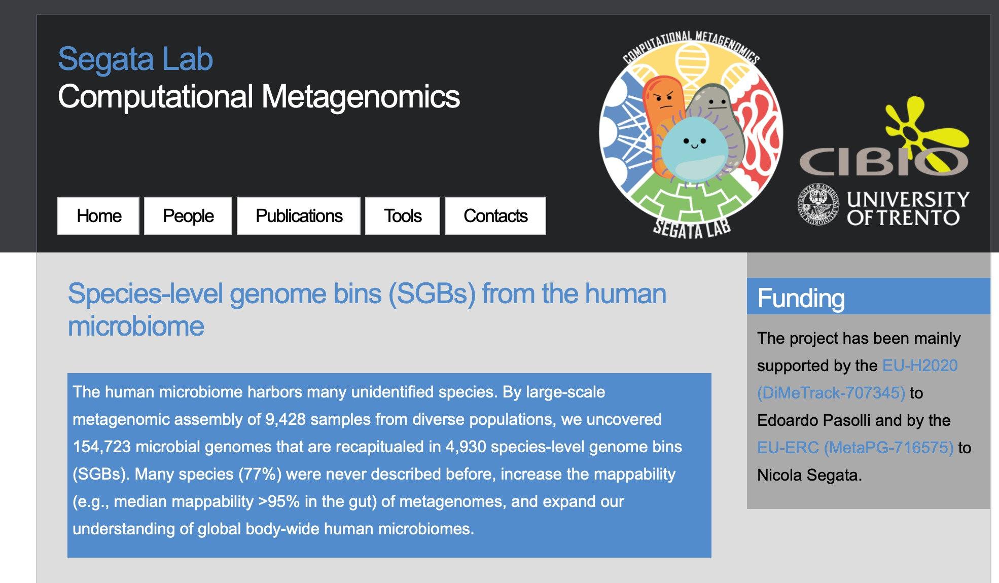 Segata Lab
Computational Metagenomics
COMPUTATIONAL METAGENOMICS
SEGATA LAB
CIBIO
UNIVERSITY
OF TRENTO
Home
People
Publications
Tools
Contacts
Species-level genome bins (SGBs) from the human
microbiome
The human microbiome harbors many unidentified species. By large-scale
metagenomic assembly of 9,428 samples from diverse populations, we uncovered
154,723 microbial genomes that are recapitualed in 4,930 species-level genome bins
(SGBs). Many species (77%) were never described before, increase the mappability
(e.g., median mappability >95% in the gut) of metagenomes, and expand our
understanding of global body-wide human microbiomes.
Funding
The project has been mainly
supported by the EU-H2020
(DiMeTrack-707345) to
Edoardo Pasolli and by the
EU-ERC (MetaPG-716575) to
Nicola Segata.